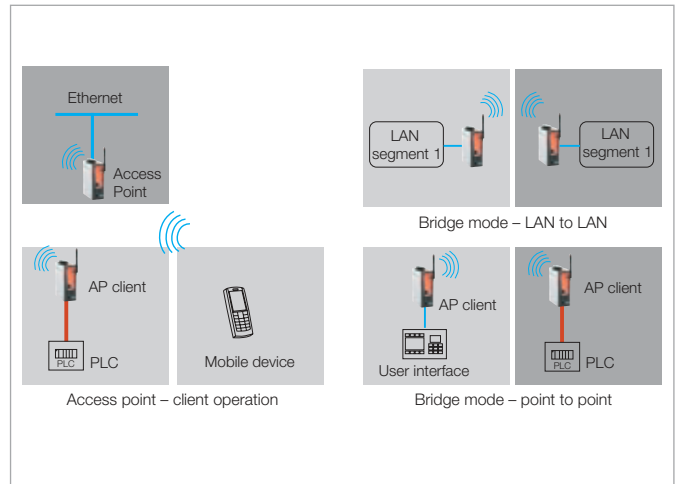 Ethernet
Access
Point
AP client
PLC
PLC
Mobile device
Access point – client operation
LAN
segment 1
LAN
segment 1
Bridge mode – LAN to LAN
AP client
User interface
AP client
PLC
PLC
Bridge mode – point to point